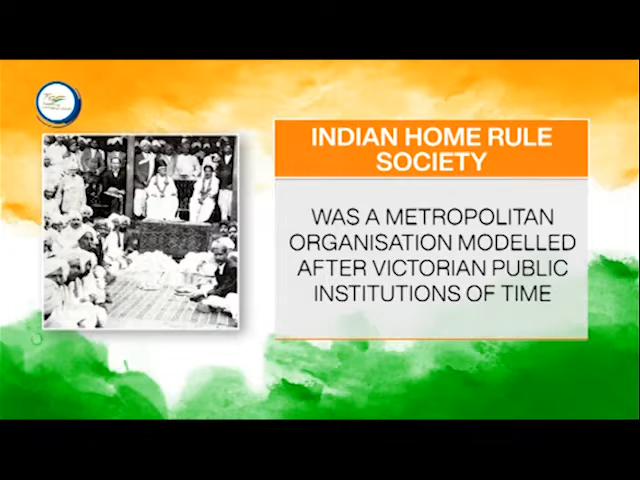 INDIAN HOME RULE
SOCIETY
WAS A METROPOLITAN
ORGANISATION MODELLED
AFTER VICTORIAN PUBLIC
INSTITUTIONS OF TIME